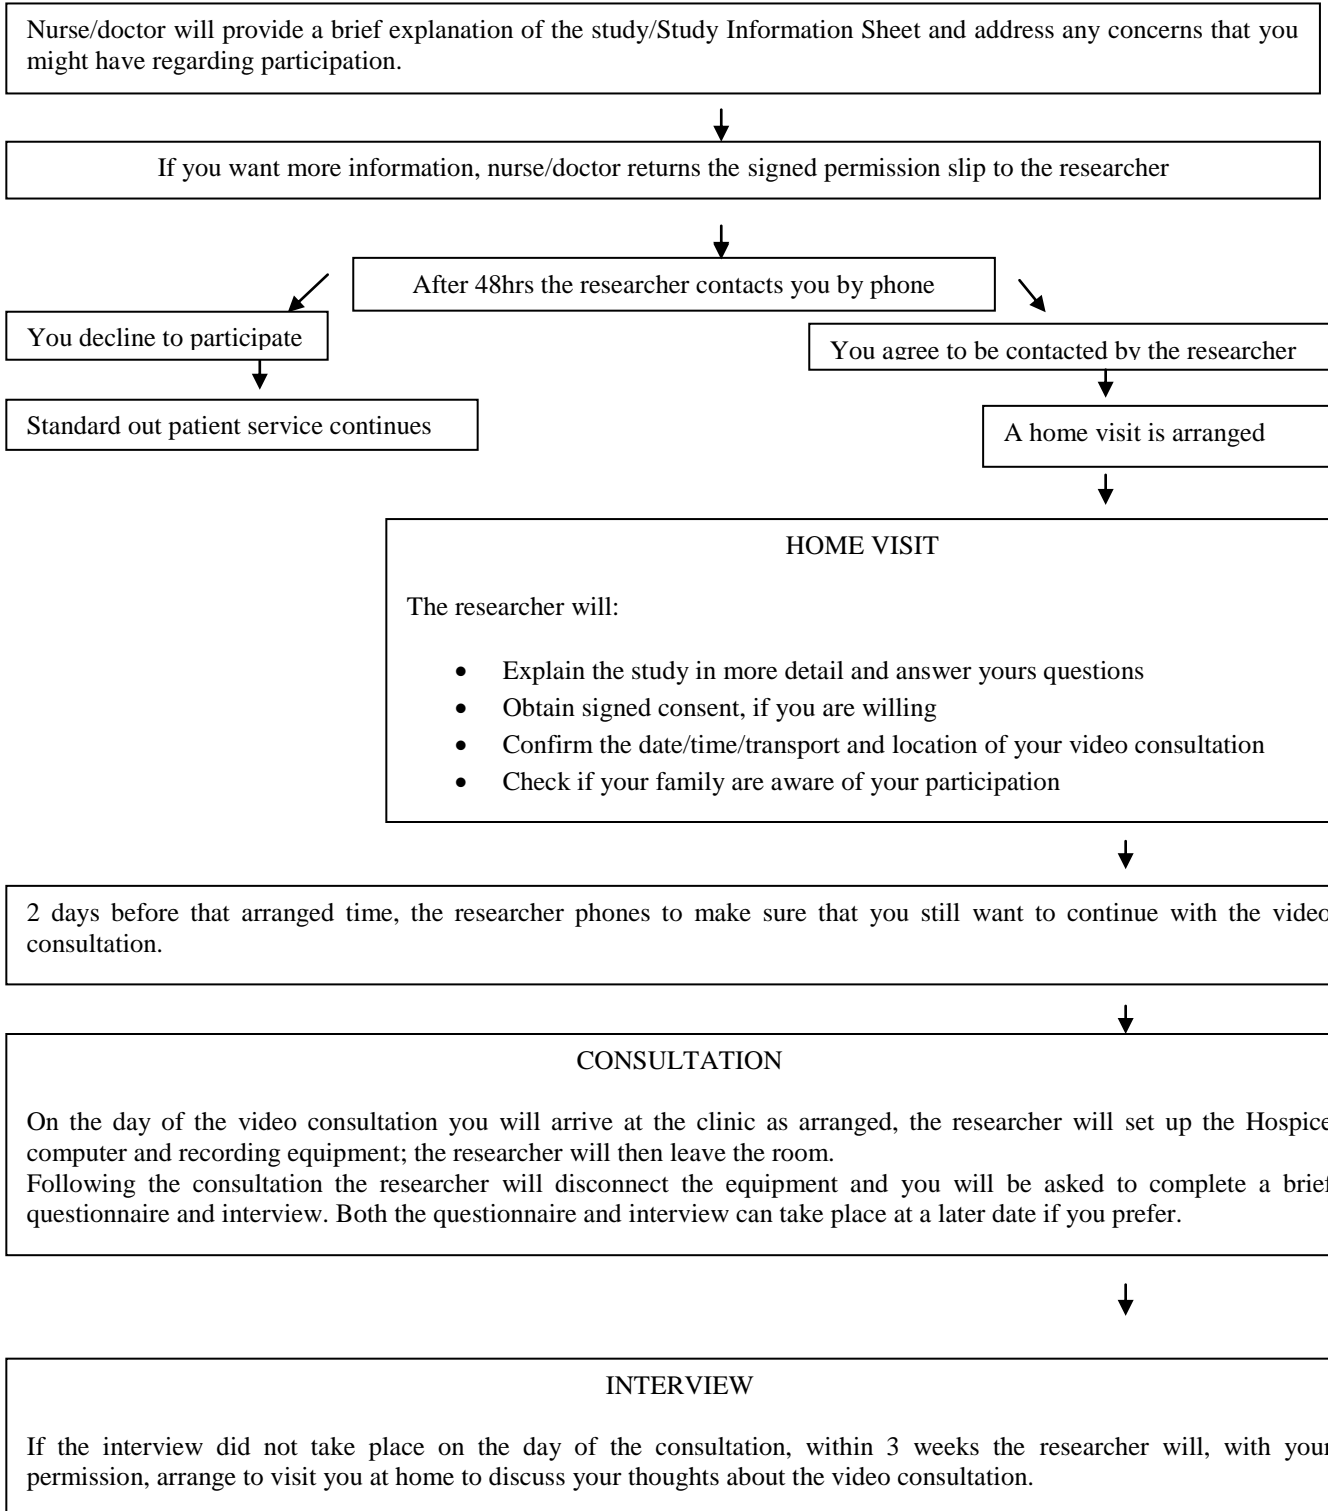 Nurse/doctor will provide a brief explanation of the study/Study Information Sheet and address any concerns that you
might have regarding participation.
If you want more information, nurse/doctor returns the signed permission slip to the researcher
After 48hrs the researcher contacts you by phone
You decline to participate
You agree to be contacted by the researcher
Standard out patient service continues
A home visit is arranged
HOME VISIT
The researcher will:
• Explain the study in more detail and answer yours questions
• Obtain signed consent, if you are willing
• Confirm the date/time/transport and location of your video consultation
• Check if your family are aware of your participation
2 days before that arranged time, the researcher phones to make sure that you still want to continue with the video
consultation.
CONSULTATION
On the day of the video consultation you will arrive at the clinic as arranged, the researcher will set up the Hospice
computer and recording equipment; the researcher will then leave the room.
Following the consultation the researcher will disconnect the equipment and you will be asked to complete a brief
questionnaire and interview. Both the questionnaire and interview can take place at a later date if you prefer.
INTERVIEW
If the interview did not take place on the day of the consultation, within 3 weeks the researcher will, with your
permission, arrange to visit you at home to discuss your thoughts about the video consultation.